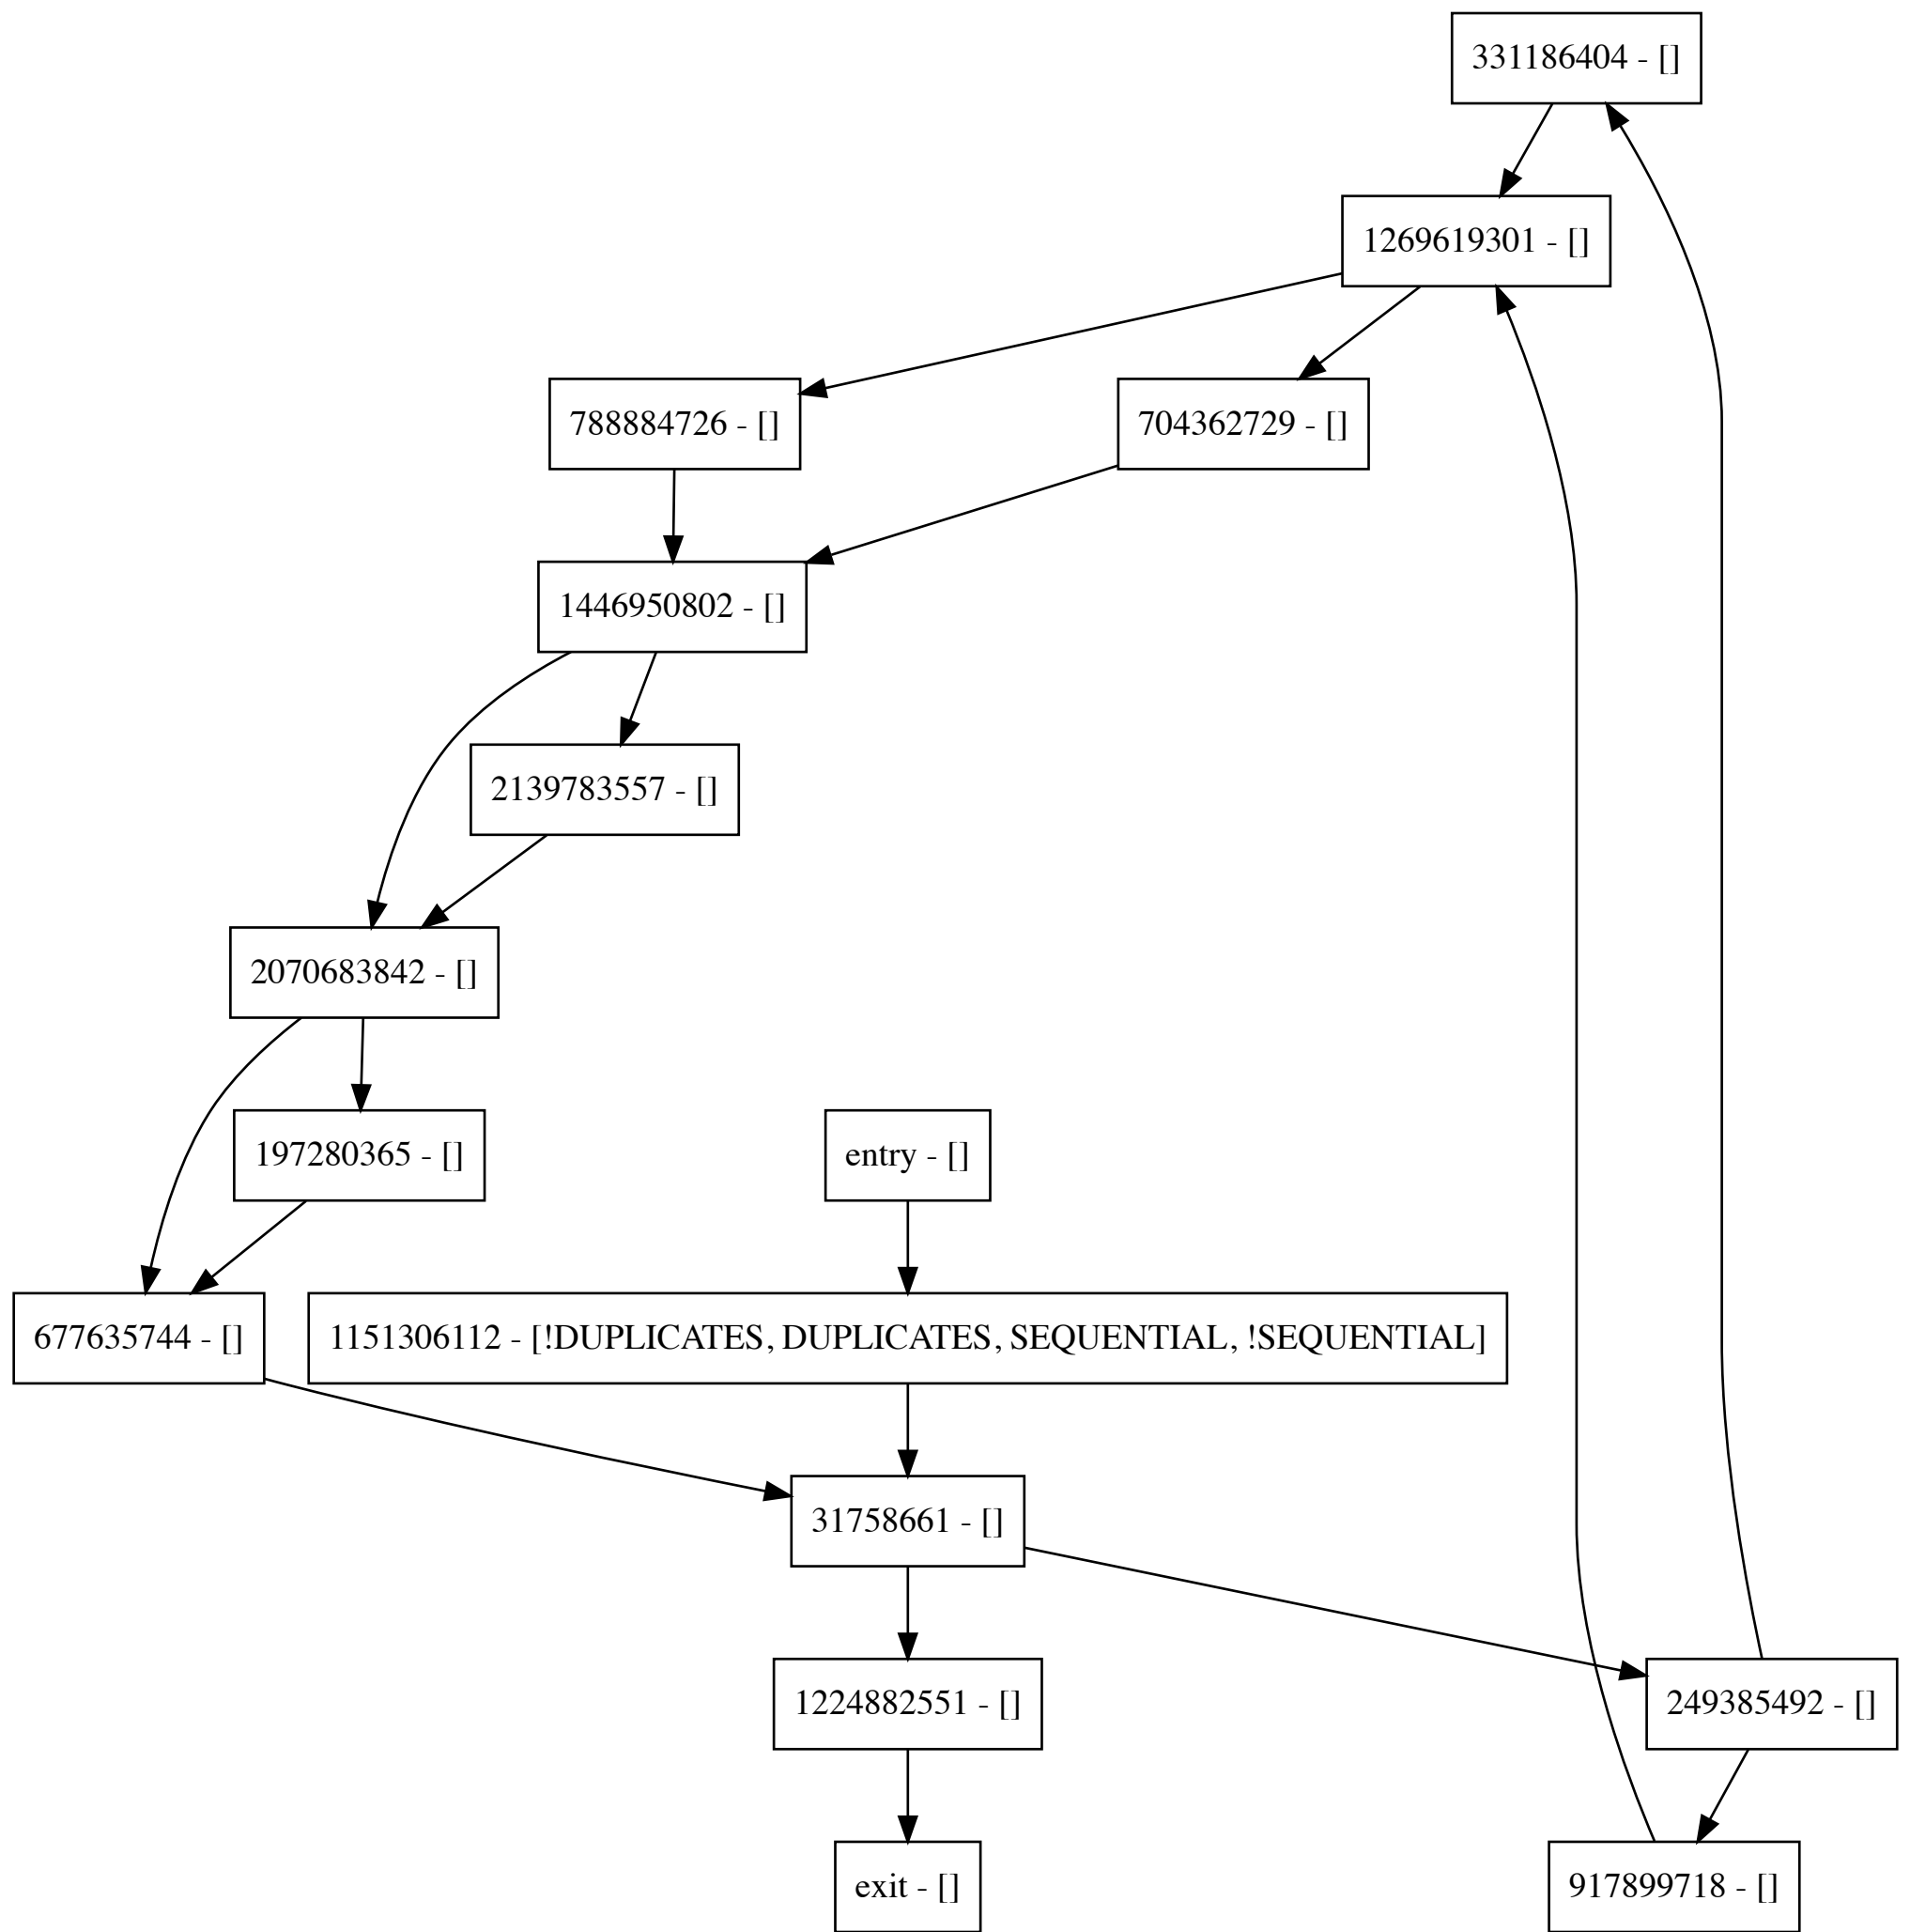 331186404 - []
1269619301 - []
788884726 - []
704362729 - []
1446950802 - []
2139783557 - []
2070683842 - []
197280365 - []
entry - []
677635744 - []
1151306112 - [!DUPLICATES, DUPLICATES, SEQUENTIAL, !SEQUENTIAL]
31758661 - []
1224882551 - []
249385492 - []
exit - []
917899718 - []